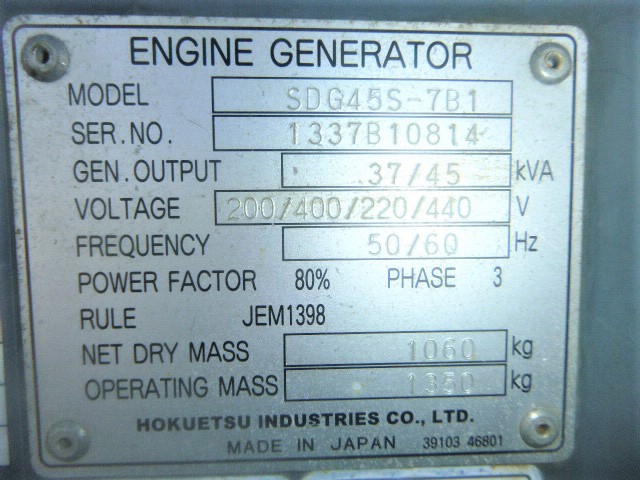 ENGINE GENERATOR
MODEL SDG45S-7B1
SER.NO. 1337B10814
GEN.OUTPUT 37/45 kVA
VOLTAGE 200/400/220/440 V
FREQUENCY 50/60 Hz
POWER FACTOR 80% PHASE 3
RULE JEM1398
NET DRY MASS 1060 kg
OPERATING MASS 1350 kg
HOKUETSU INDUSTRIES CO., LTD.
MADE IN JAPAN 39103 46801